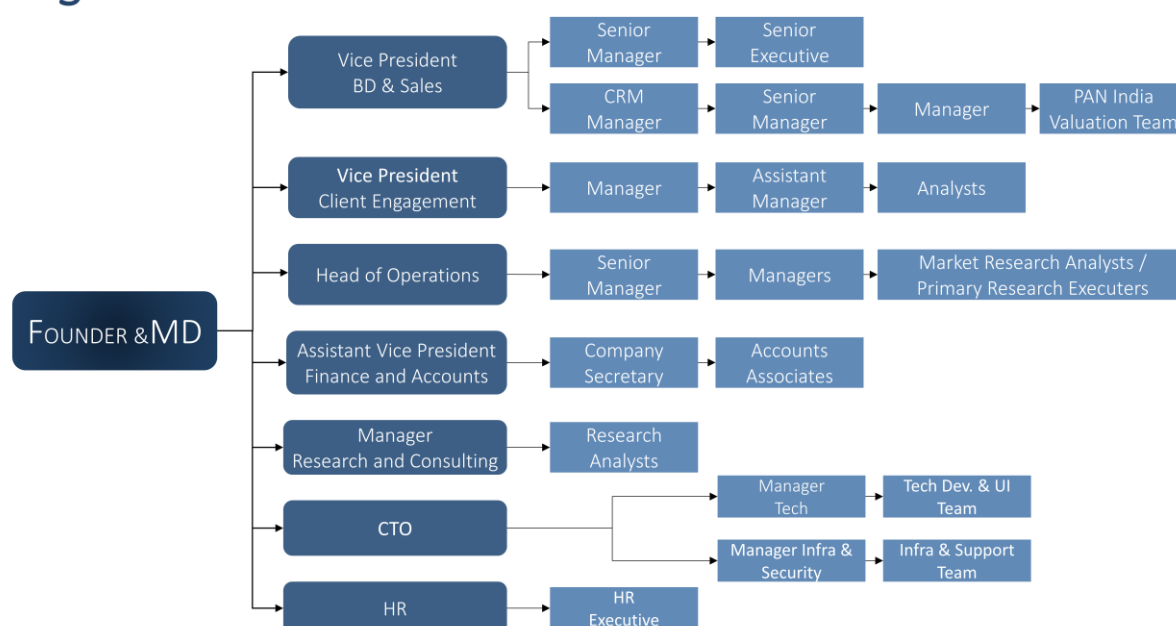 g
Senior
Manager
Senior
Executive
Vice President
BD & Sales
CRM
Manager
Senior
Manager
Manager
PAN India
Valuation Team
Vice President
Client Engagement
Manager
Assistant
Manager
Analysts
Head of Operations
Senior
Manager
Managers
Market Research Analysts /
Primary Research Executers
FOUNDER &MD
Assistant Vice President
Finance and Accounts
Company
Secretary
Accounts
Associates
Manager
Research and Consulting
Research
Analysts
CTO
Manager
Tech
Tech Dev. & UI
Team
Manager Infra &
Security
Infra & Support
Team
HR
HR
Executive